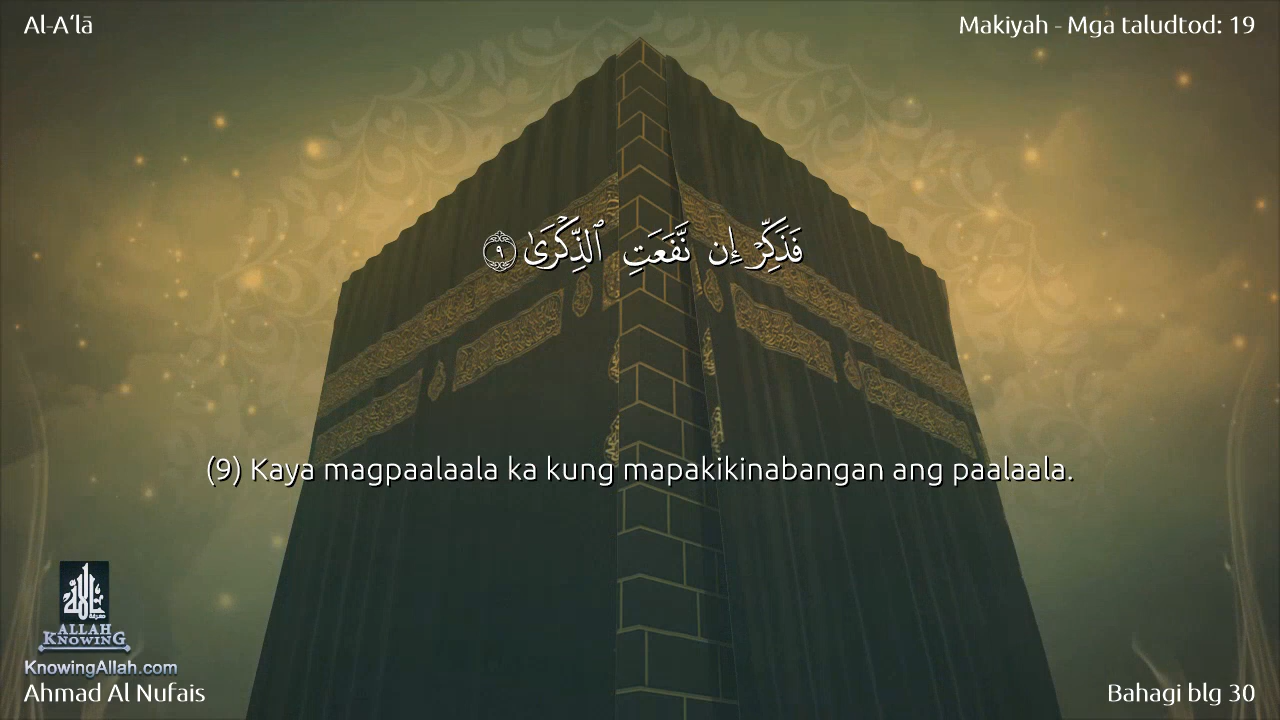 Al-A‘lā
Makiyah - Mga taludtod: 19
فَذَكِّرۡ إِن نَّفَعَتِ ٱلذِّكۡرَىٰ ٩
(9) Kaya magpaalaala ka kung mapakikinabangan ang paalaala.
ALLAH
KNOWING
KnowingAllah.com
Ahmad Al Nufais
Bahagi blg 30